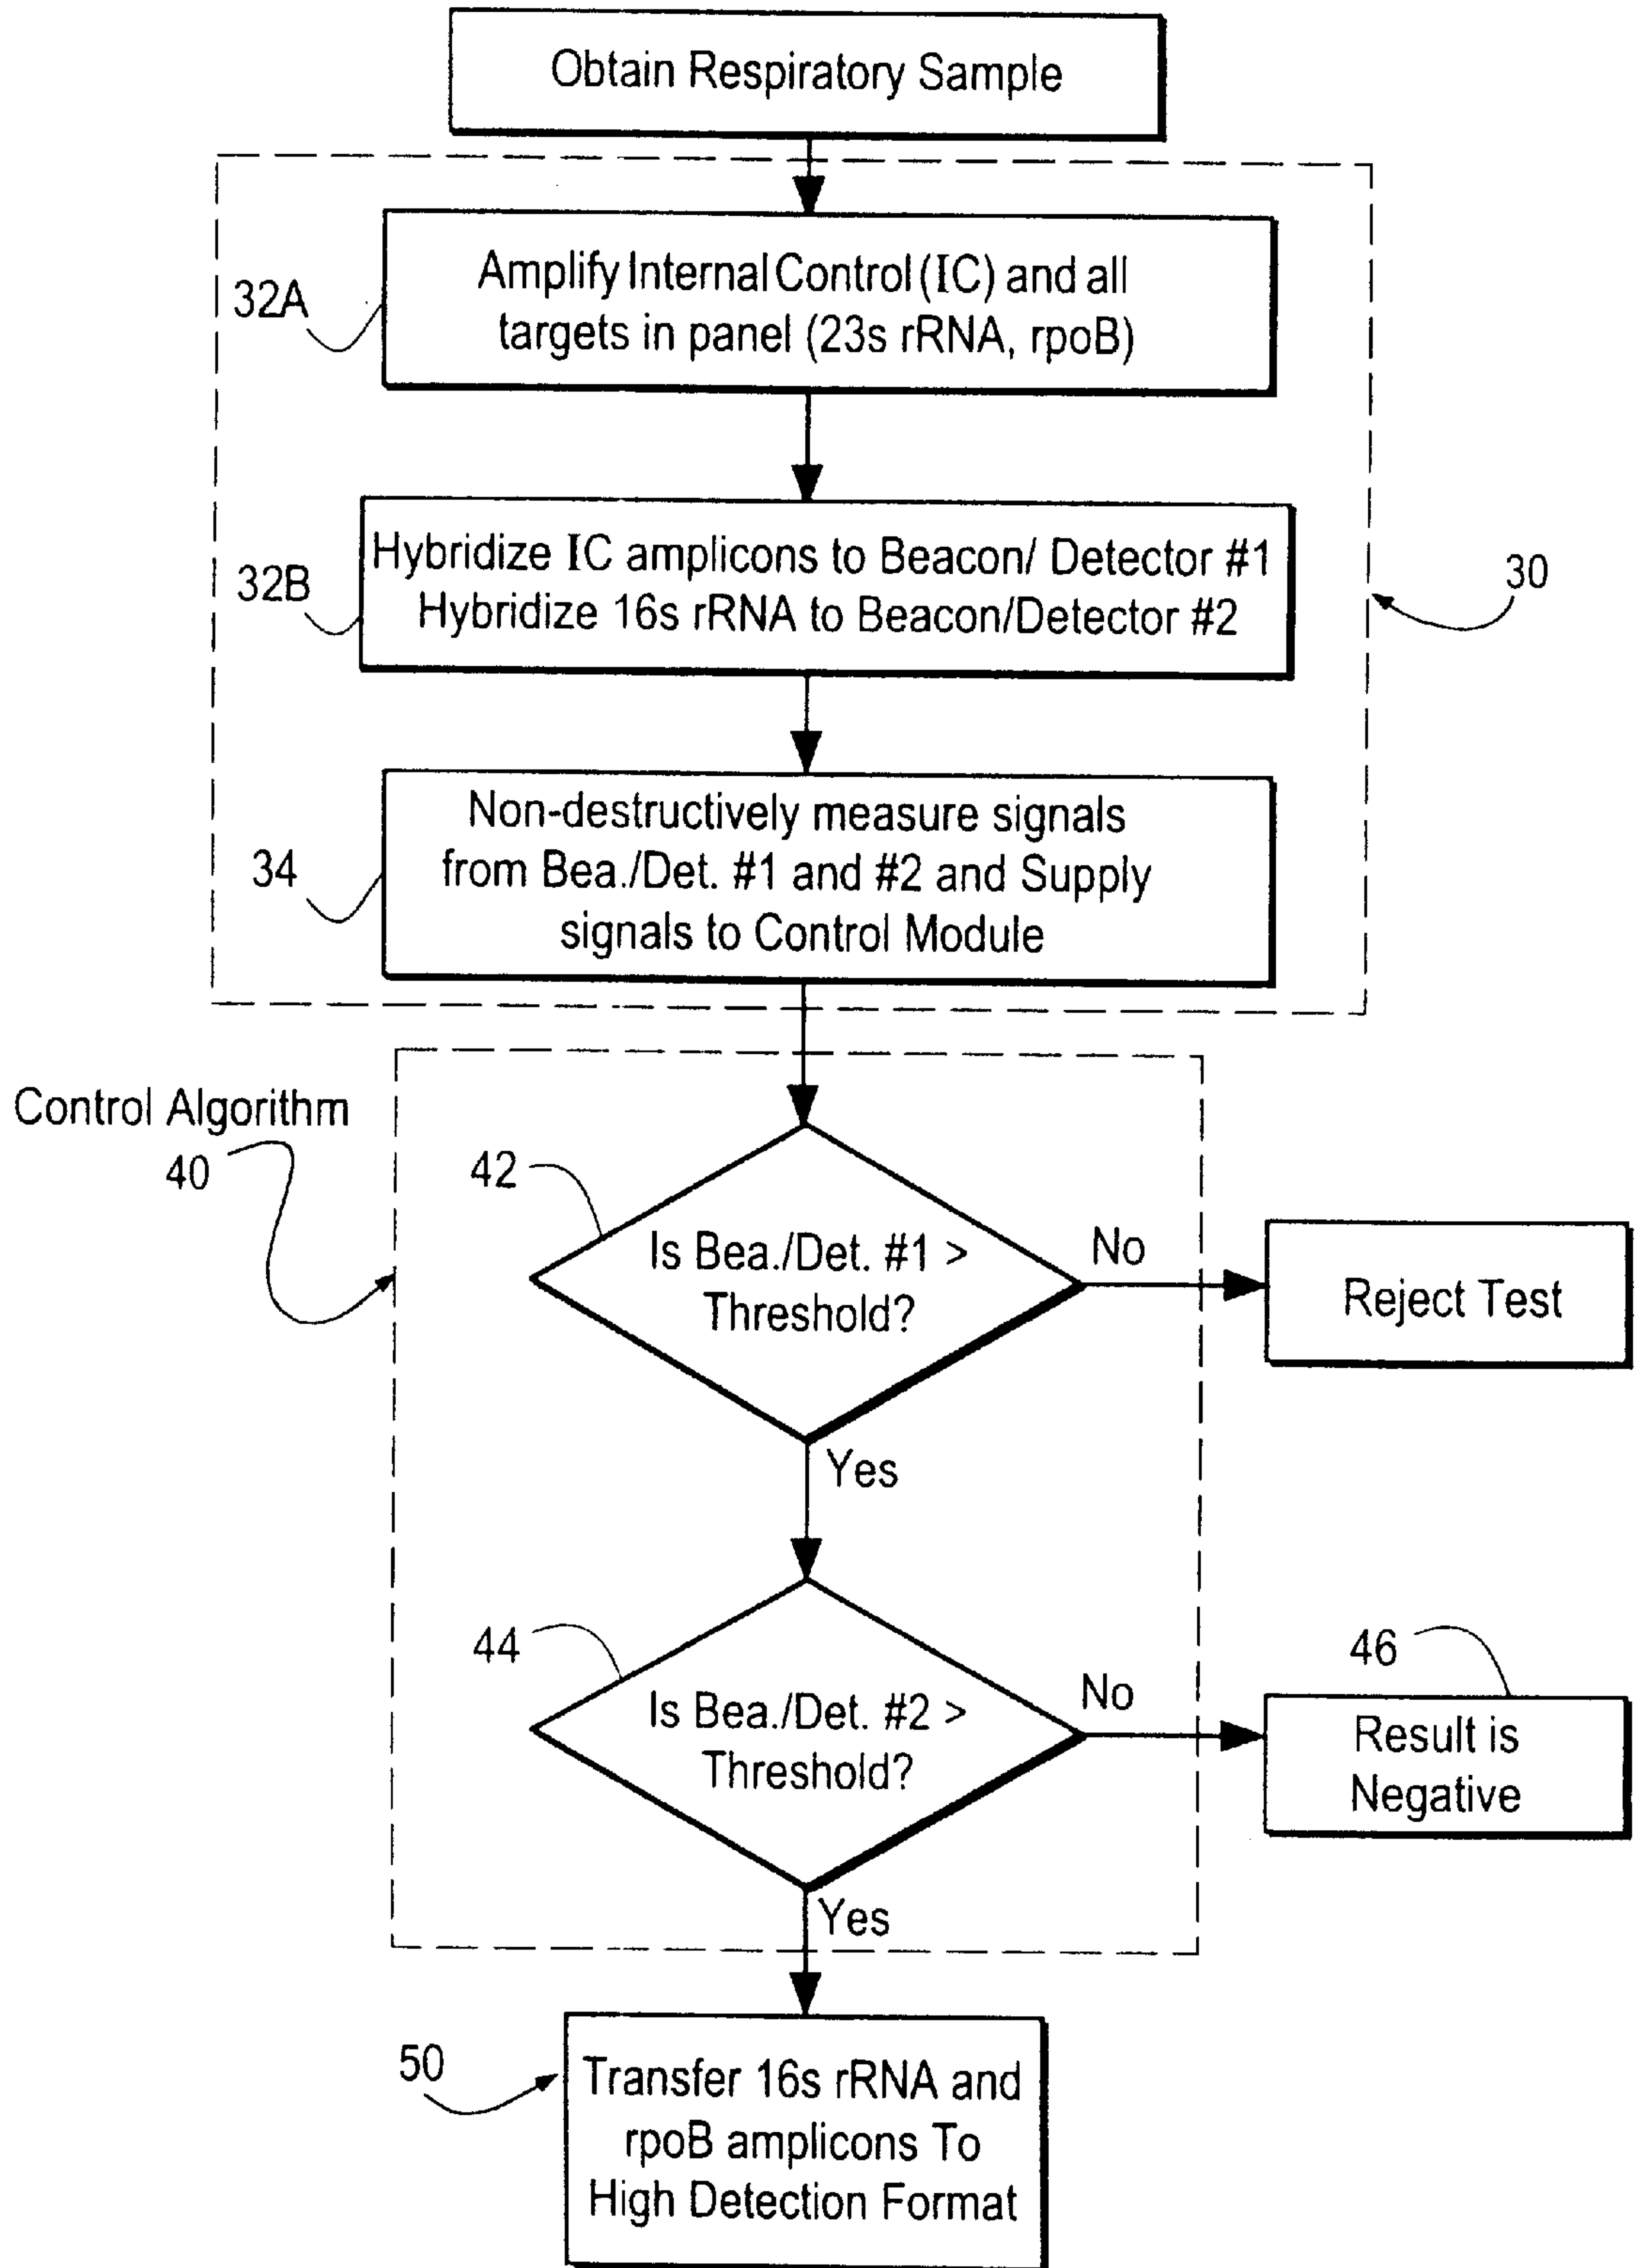 Obtain Respiratory Sample
32A
Amplify Internal Control (IC) and all
targets in panel (23s rRNA, rpoB)
32B
Hybridize IC amplicons to Beacon/ Detector #1
Hybridize 16s rRNA to Beacon/Detector #2
30
34
Non-destructively measure signals
from Bea./Det. #1 and #2 and Supply
signals to Control Module
Control Algorithm
40
42
Is Bea./Det. #1 >
Threshold?
No
Reject Test
Yes
44
Is Bea./Det. #2 >
Threshold?
No
46
Result is
Negative
Yes
50
Transfer 16s rRNA and
rpoB amplicons To
High Detection Format